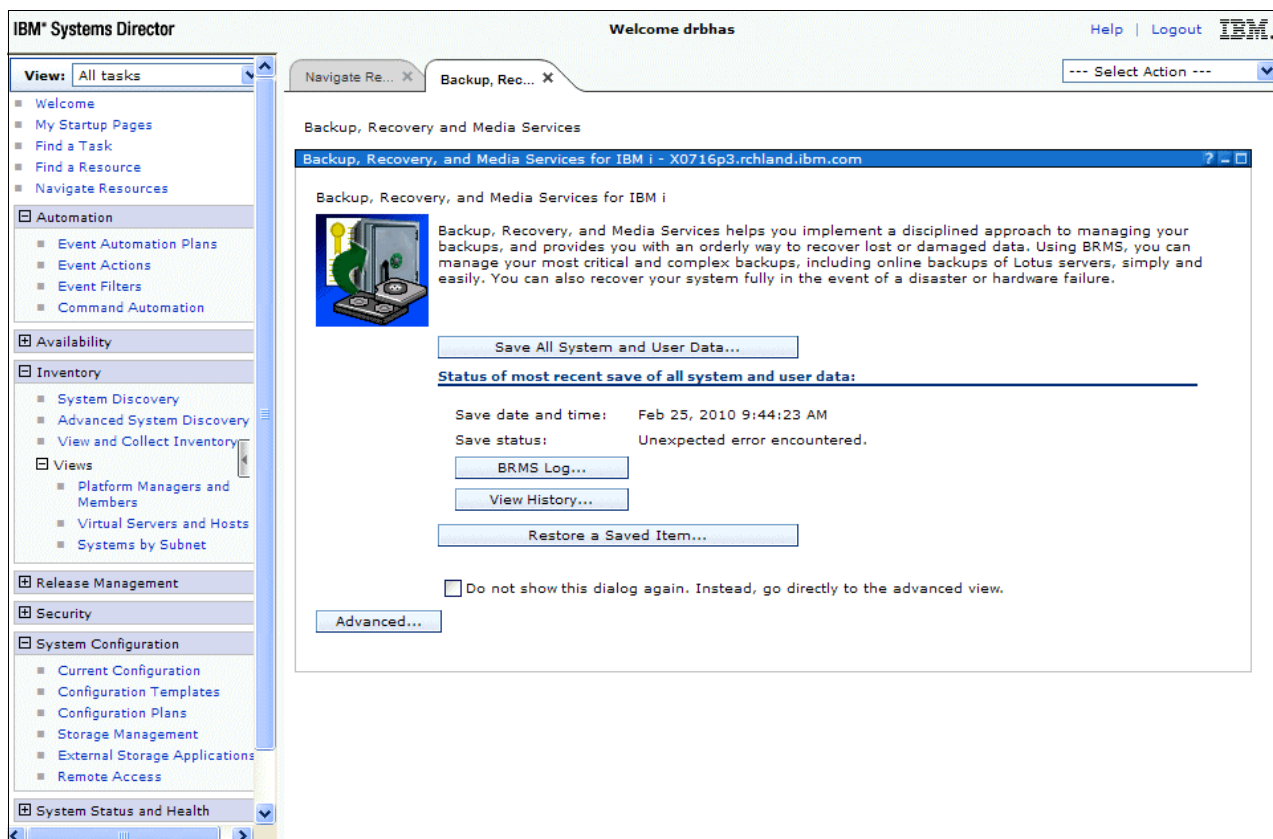 IBM® Systems Director
Welcome drbhas
Help | Logout
IBM.
View: All tasks
Welcome
My Startup Pages
Find a Task
Find a Resource
Navigate Resources
Automation
Event Automation Plans
Event Actions
Event Filters
Command Automation
Availability
Inventory
System Discovery
Advanced System Discovery
View and Collect Inventory
Views
Platform Managers and
Members
Virtual Servers and Hosts
Systems by Subnet
Release Management
Security
System Configuration
Current Configuration
Configuration Templates
Configuration Plans
Storage Management
External Storage Applications
Remote Access
System Status and Health
Navigate Re... X
Backup, Rec... X
--- Select Action ---
Backup, Recovery and Media Services
Backup, Recovery, and Media Services for IBM i - X0716p3.rchland.ibm.com
?
Backup, Recovery, and Media Services for IBM i
Backup, Recovery, and Media Services helps you implement a disciplined approach to managing your
backups, and provides you with an orderly way to recover lost or damaged data. Using BRMS, you can
manage your most critical and complex backups, including online backups of Lotus servers, simply and
easily. You can also recover your system fully in the event of a disaster or hardware failure.
Save All System and User Data...
Status of most recent save of all system and user data:
Save date and time: Feb 25, 2010 9:44:23 AM
Save status: Unexpected error encountered.
BRMS Log...
View History...
Restore a Saved Item...
Do not show this dialog again. Instead, go directly to the advanced view.
Advanced...